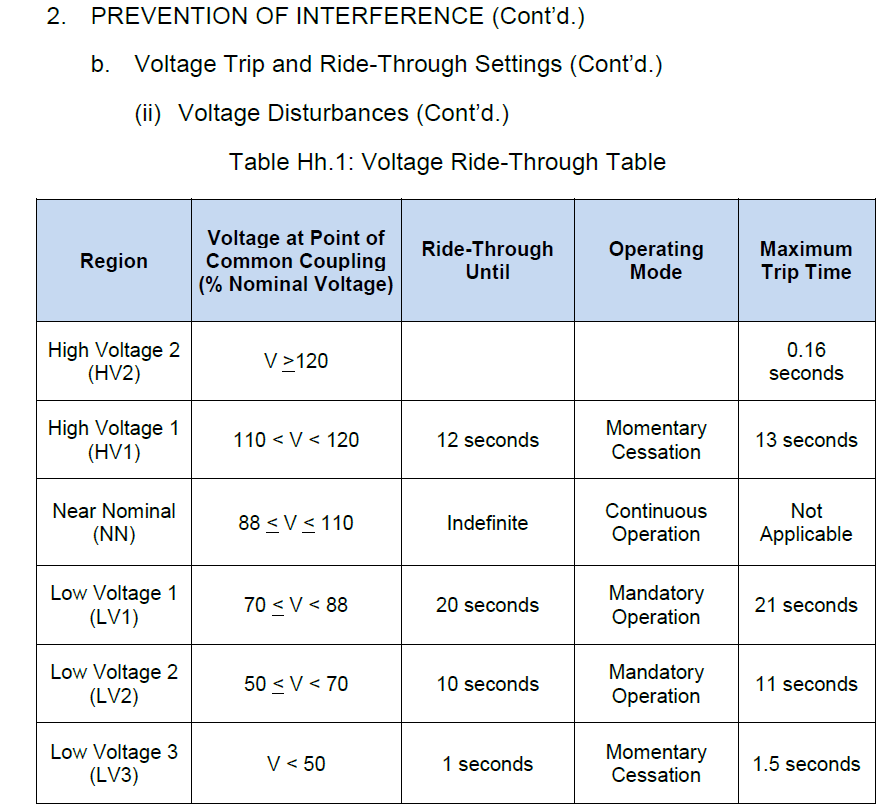 2. PREVENTION OF INTERFERENCE (Cont'd.)
b. Voltage Trip and Ride-Through Settings (Cont'd.)
(ii) Voltage Disturbances (Cont'd.)
Table Hh.1: Voltage Ride-Through Table
Region
Voltage at Point of
Common Coupling
(% Nominal Voltage)
Ride-Through
Until
Operating
Mode
Maximum
Trip Time
High Voltage 2
(HV2)
V ≥120
0.16
seconds
High Voltage 1
(HV1)
110 < V < 120
12 seconds
Momentary
Cessation
13 seconds
Near Nominal
(NN)
88 ≤ V ≤ 110
Indefinite
Continuous
Operation
Not
Applicable
Low Voltage 1
(LV1)
70 ≤ V < 88
20 seconds
Mandatory
Operation
21 seconds
Low Voltage 2
(LV2)
50 ≤ V < 70
10 seconds
Mandatory
Operation
11 seconds
Low Voltage 3
(LV3)
V < 50
1 seconds
Momentary
Cessation
1.5 seconds